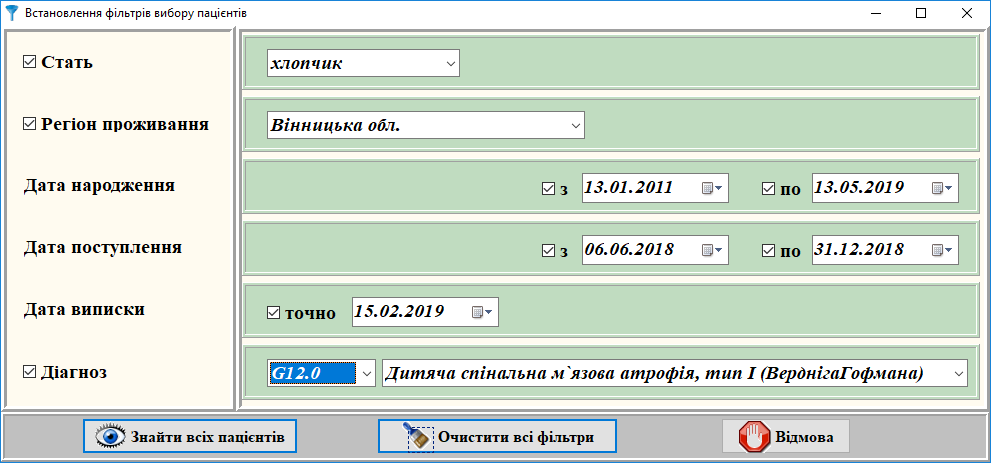 Встановлення фільтрів вибору пацієнтів
Стать хлопчик
Регіон проживання Вінницька обл.
Дата народження з 13.01.2011 по 13.05.2019
Дата поступлення з 06.06.2018 по 31.12.2018
Дата виписки точно 15.02.2019
Діагноз G12.0 Дитяча спінальна м`язова атрофія, тип I (ВерднігаГофмана)
Знайти всіх пацієнтів Очистити всі фільтри Відмова